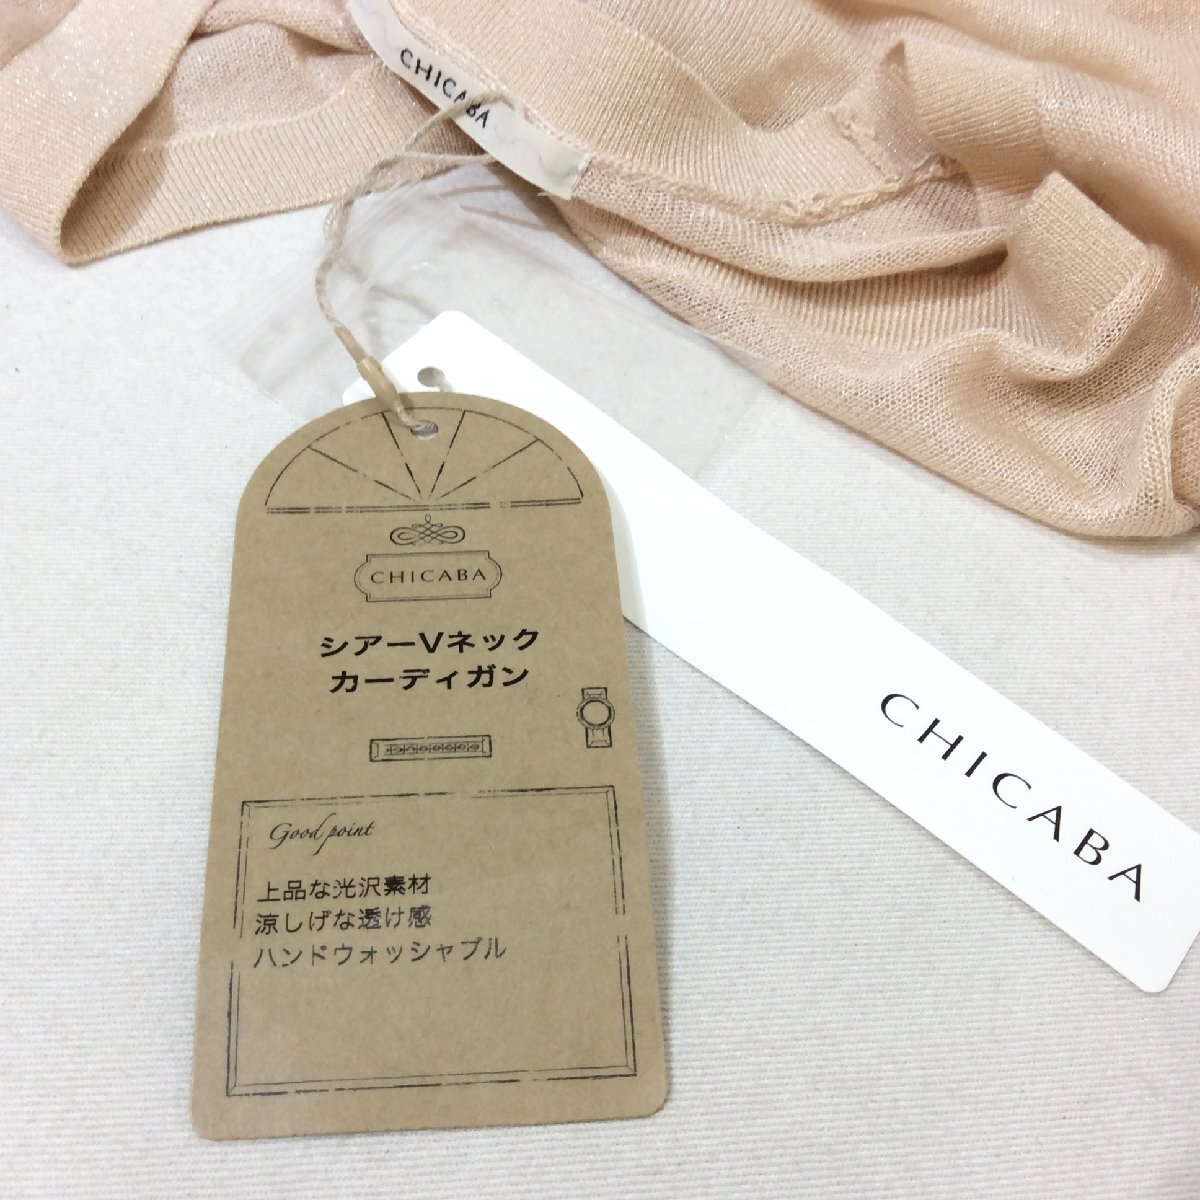 CHICABA
CHICABA
シアーVネック
カーディガン
Good point
上品な光沢素材
涼しげな透け感
ハンドウォッシャブル
CHICABA